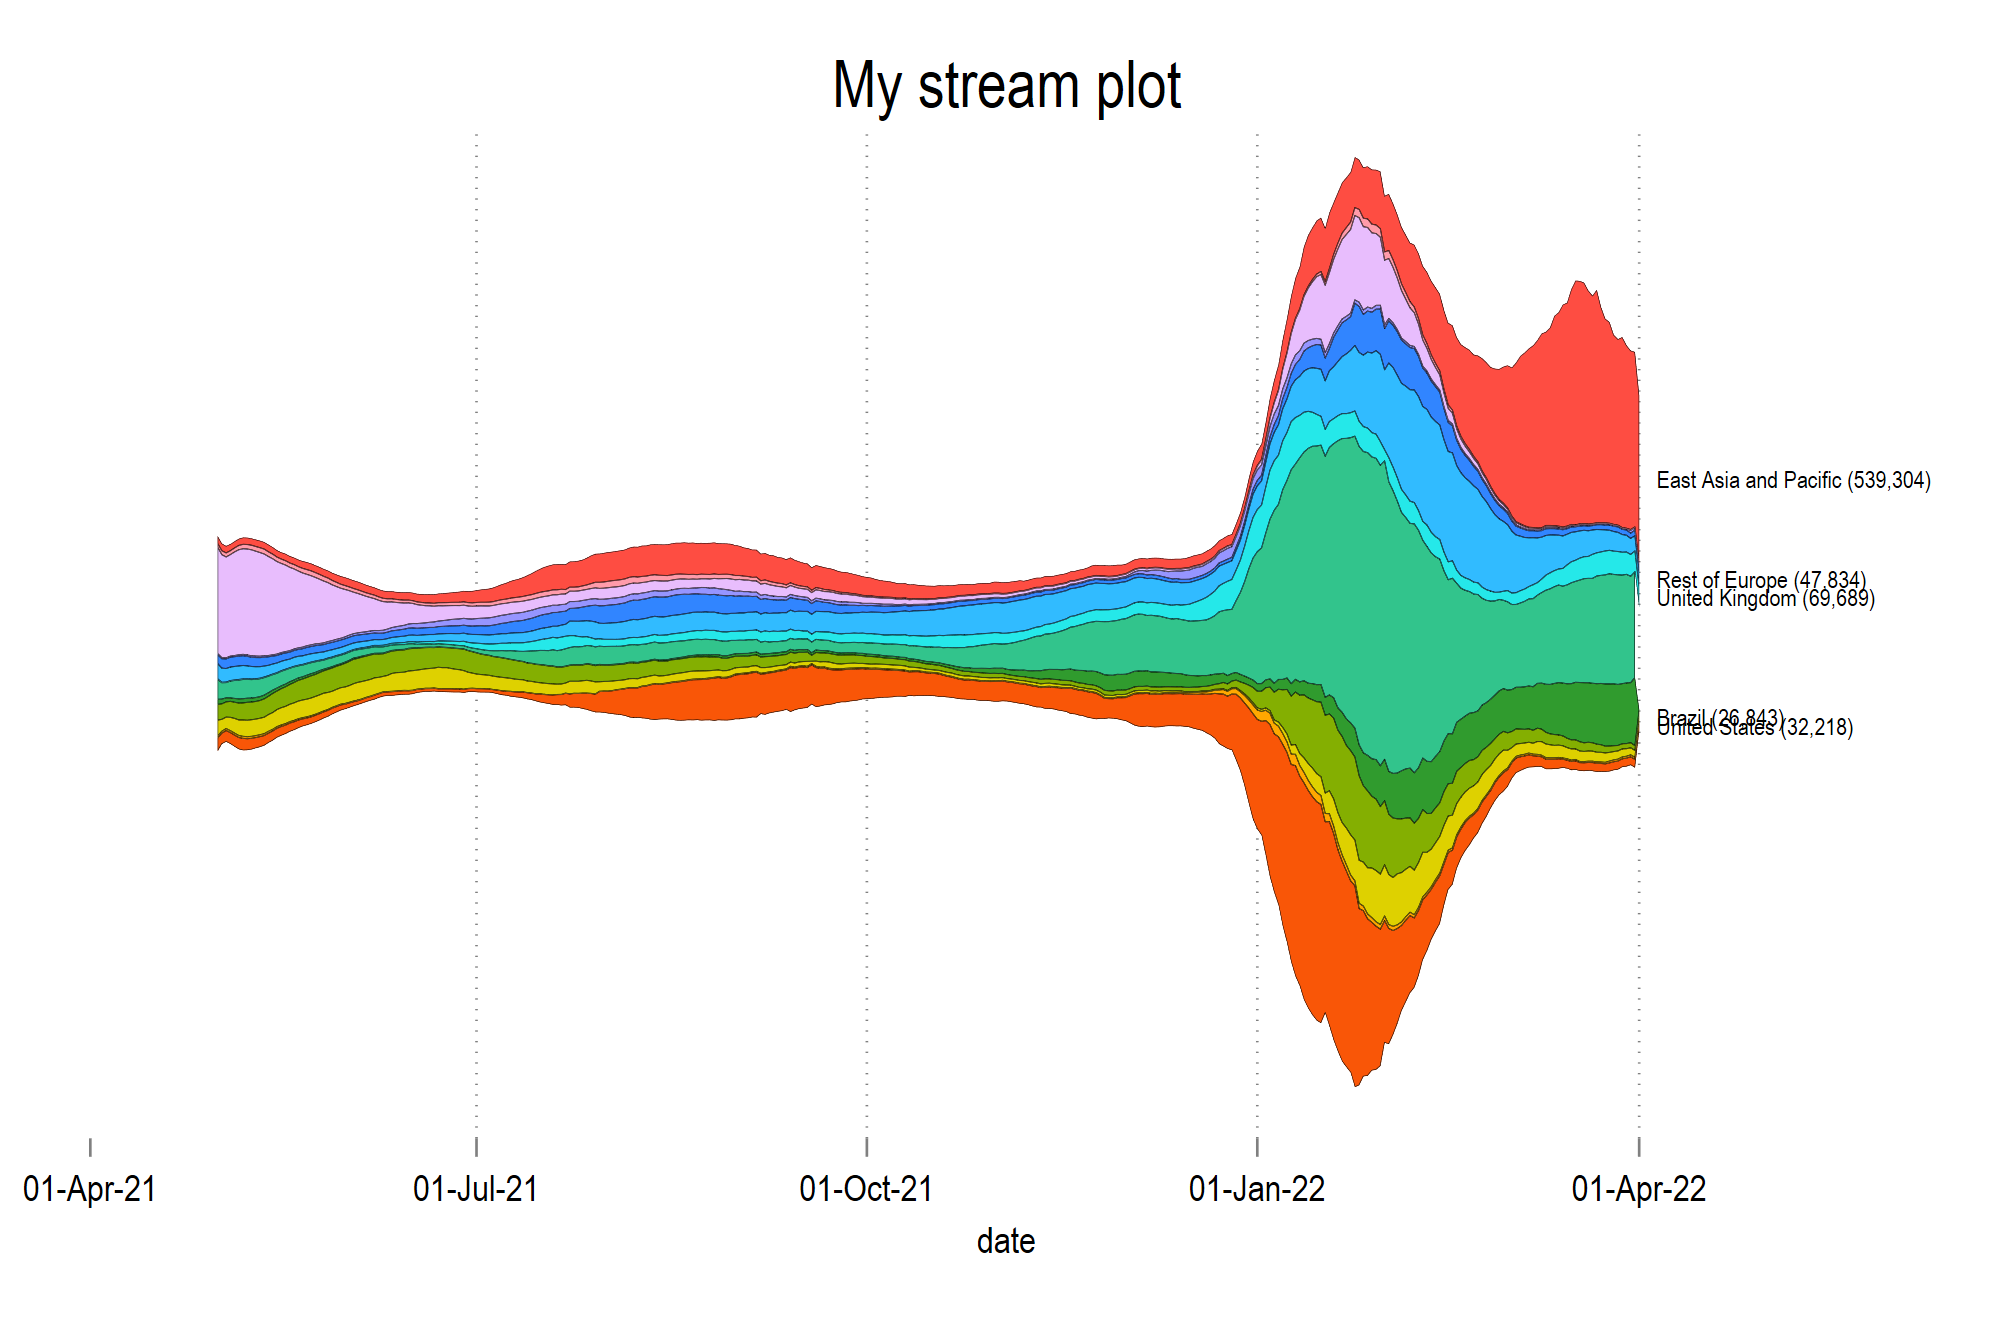 My stream plot
East Asia and Pacific (539,304)
Rest of Europe (47,834)
United Kingdom (69,689)
Brazil (26,843)
United States (32,218)
01-Apr-21
01-Jul-21
01-Oct-21
01-Jan-22
01-Apr-22
date